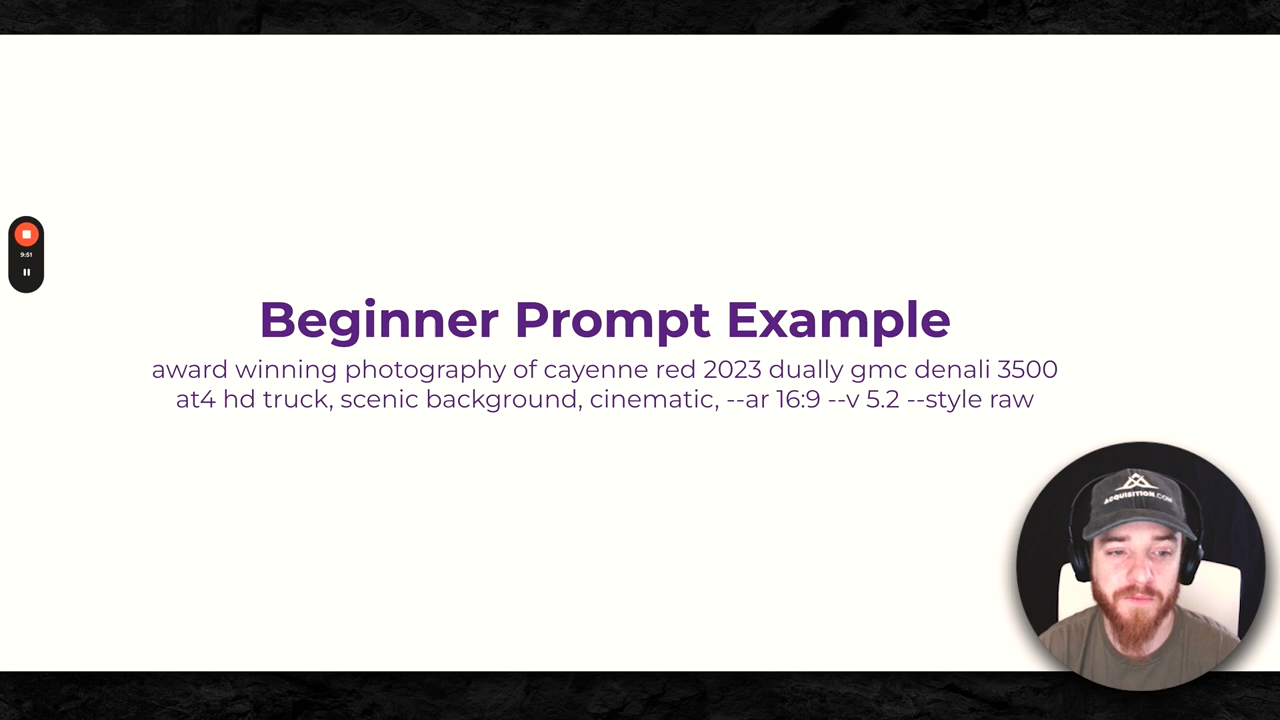 9:51
Beginner Prompt Example
award winning photography of cayenne red 2023 dually gmc denali 3500
at4 hd truck, scenic background, cinematic, --ar 16:9 --v 5.2 --style raw
ACQUISITION.COM